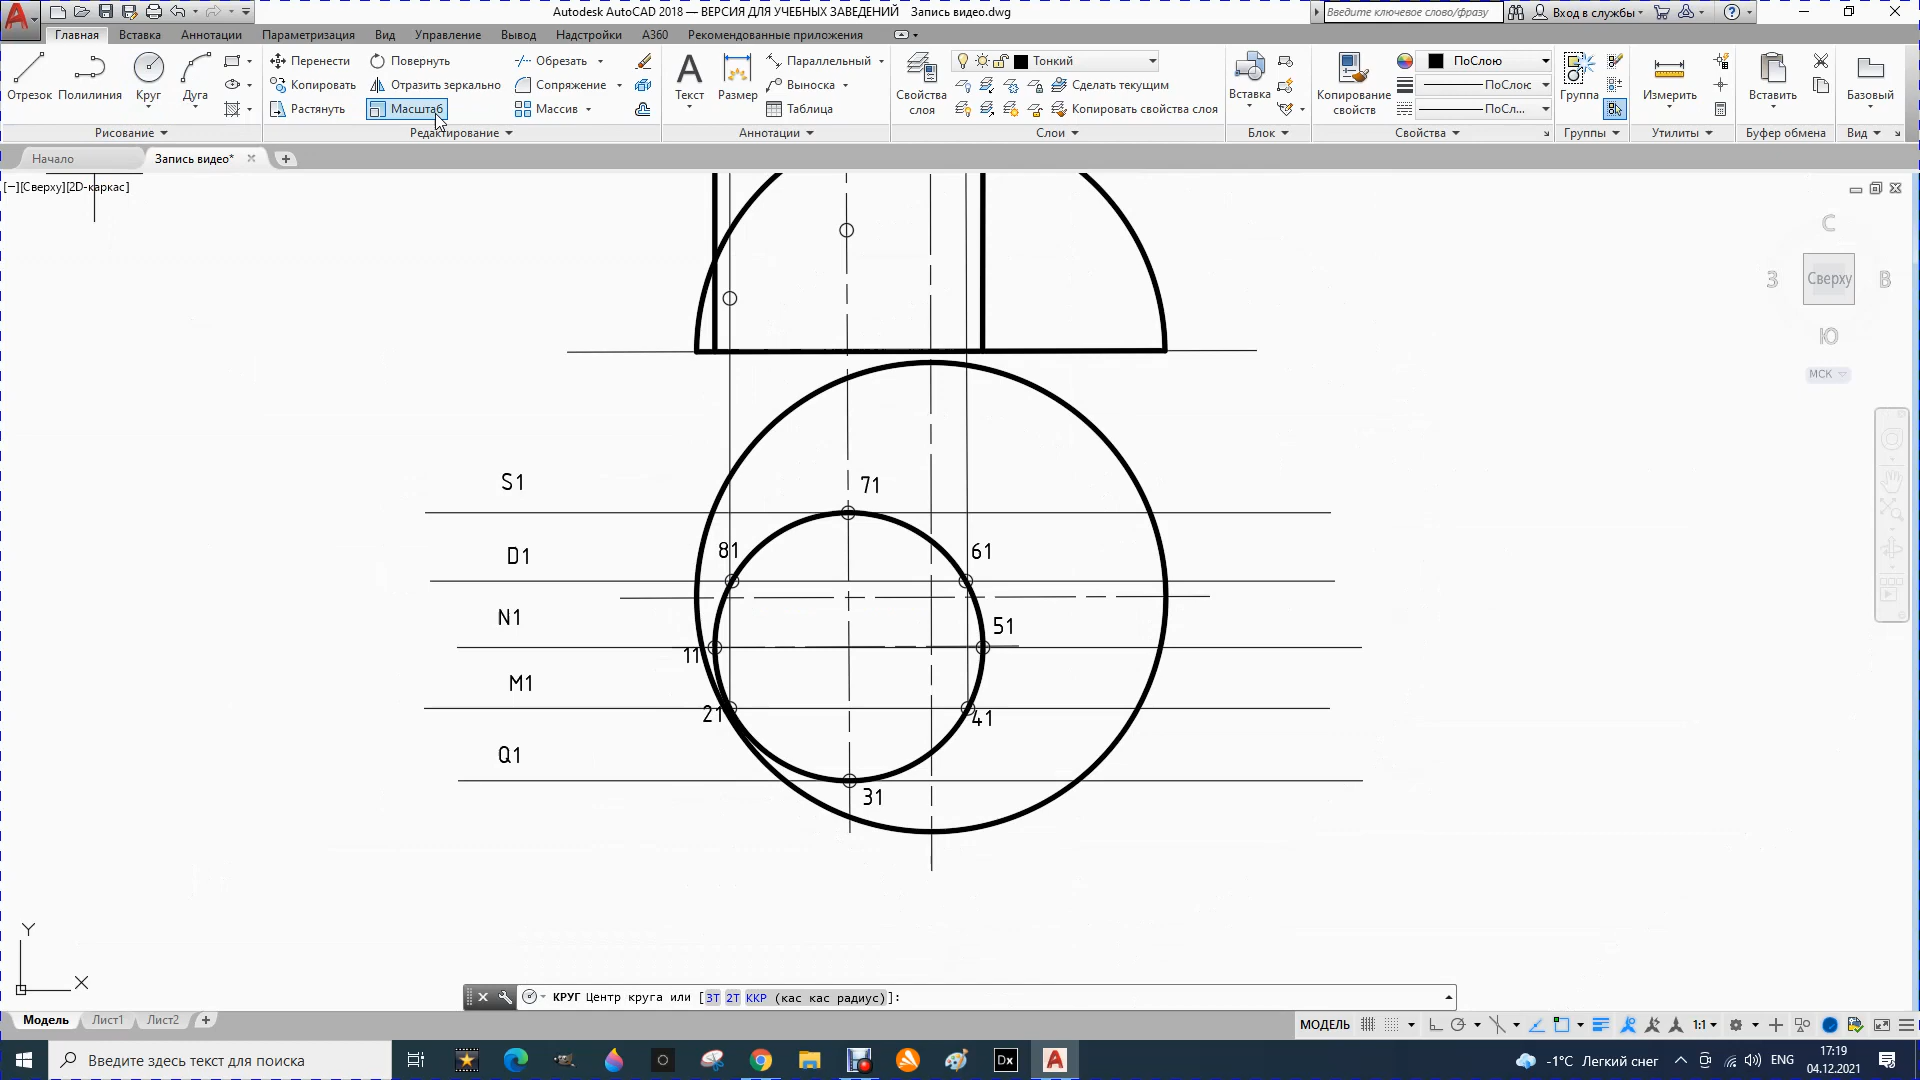 Autodesk AutoCAD 2018 — ВЕРСИЯ ДЛЯ УЧЕБНЫХ ЗАВЕДЕНИЙ Запись видео.dwg
Введите ключевое слово/фразу
Вход в службы
Главная Вставка Аннотации Параметризация Вид Управление Вывод Надстройки A360 Рекомендованные приложения
Отрезок Полилиния Круг Дуга
Рисование
Перенести Повернуть Обрезать
Копировать Отразить зеркально Сопряжение
Растянуть Масштаб Массив
Редактирование
Текст Размер
Параллельный
Выноска
Таблица
Аннотации
Свойства слоя
Тонкий
Сделать текущим
Копировать свойства слоя
Слои
Вставка
Блок
Копирование свойств
ПоСлою
ПоСлою
ПоСл...
Свойства
Группа
Группы
Измерить
Утилиты
Вставить
Буфер обмена
Базовый
Вид
Начало Запись видео*
[−][Сверху][2D-каркас]
С
З Сверху В
Ю
МСК
S1 71
D1 81 61
N1 51
11
M1
21 41
Q1
31
Y
X
КРУГ Центр круга или [3Т 2Т ККР (кас кас радиус)]:
Модель Лист1 Лист2
МОДЕЛЬ 1:1
Введите здесь текст для поиска
Dx
-1°C Легкий снег
ENG
17:19
04.12.2021